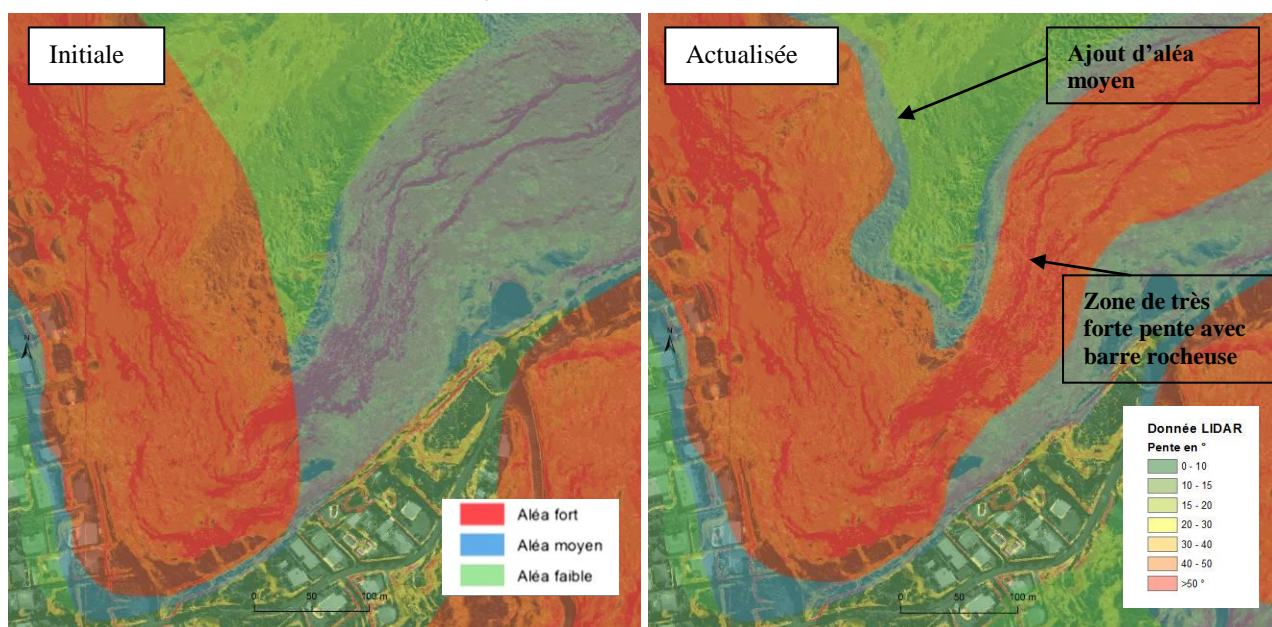 Initiale
N
Aléa fort
Aléa moyen
Aléa faible
0 50 100 m
Actualisée
Ajout d'aléa
moyen
N
Zone de très
forte pente avec
barre rocheuse
Donnée LIDAR
Pente en °
0 - 10
10 - 15
15 - 20
20 - 30
30 - 40
40 - 50
>50 °
0 50 100 m